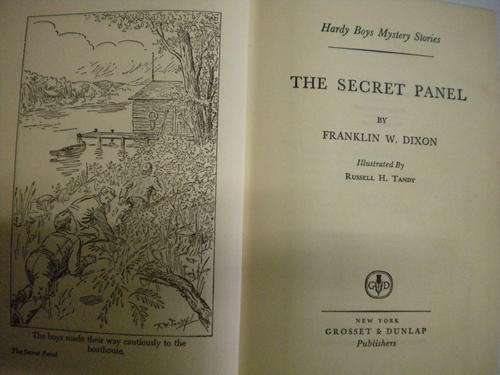 R.H. Tandy
The boys made their way cautiously to the
boathouse.
The Secret Panel
Hardy Boys Mystery Stories
THE SECRET PANEL
BY
FRANKLIN W. DIXON
Illustrated By
RUSSELL H. TANDY
G D
NEW YORK
GROSSET & DUNLAP
Publishers